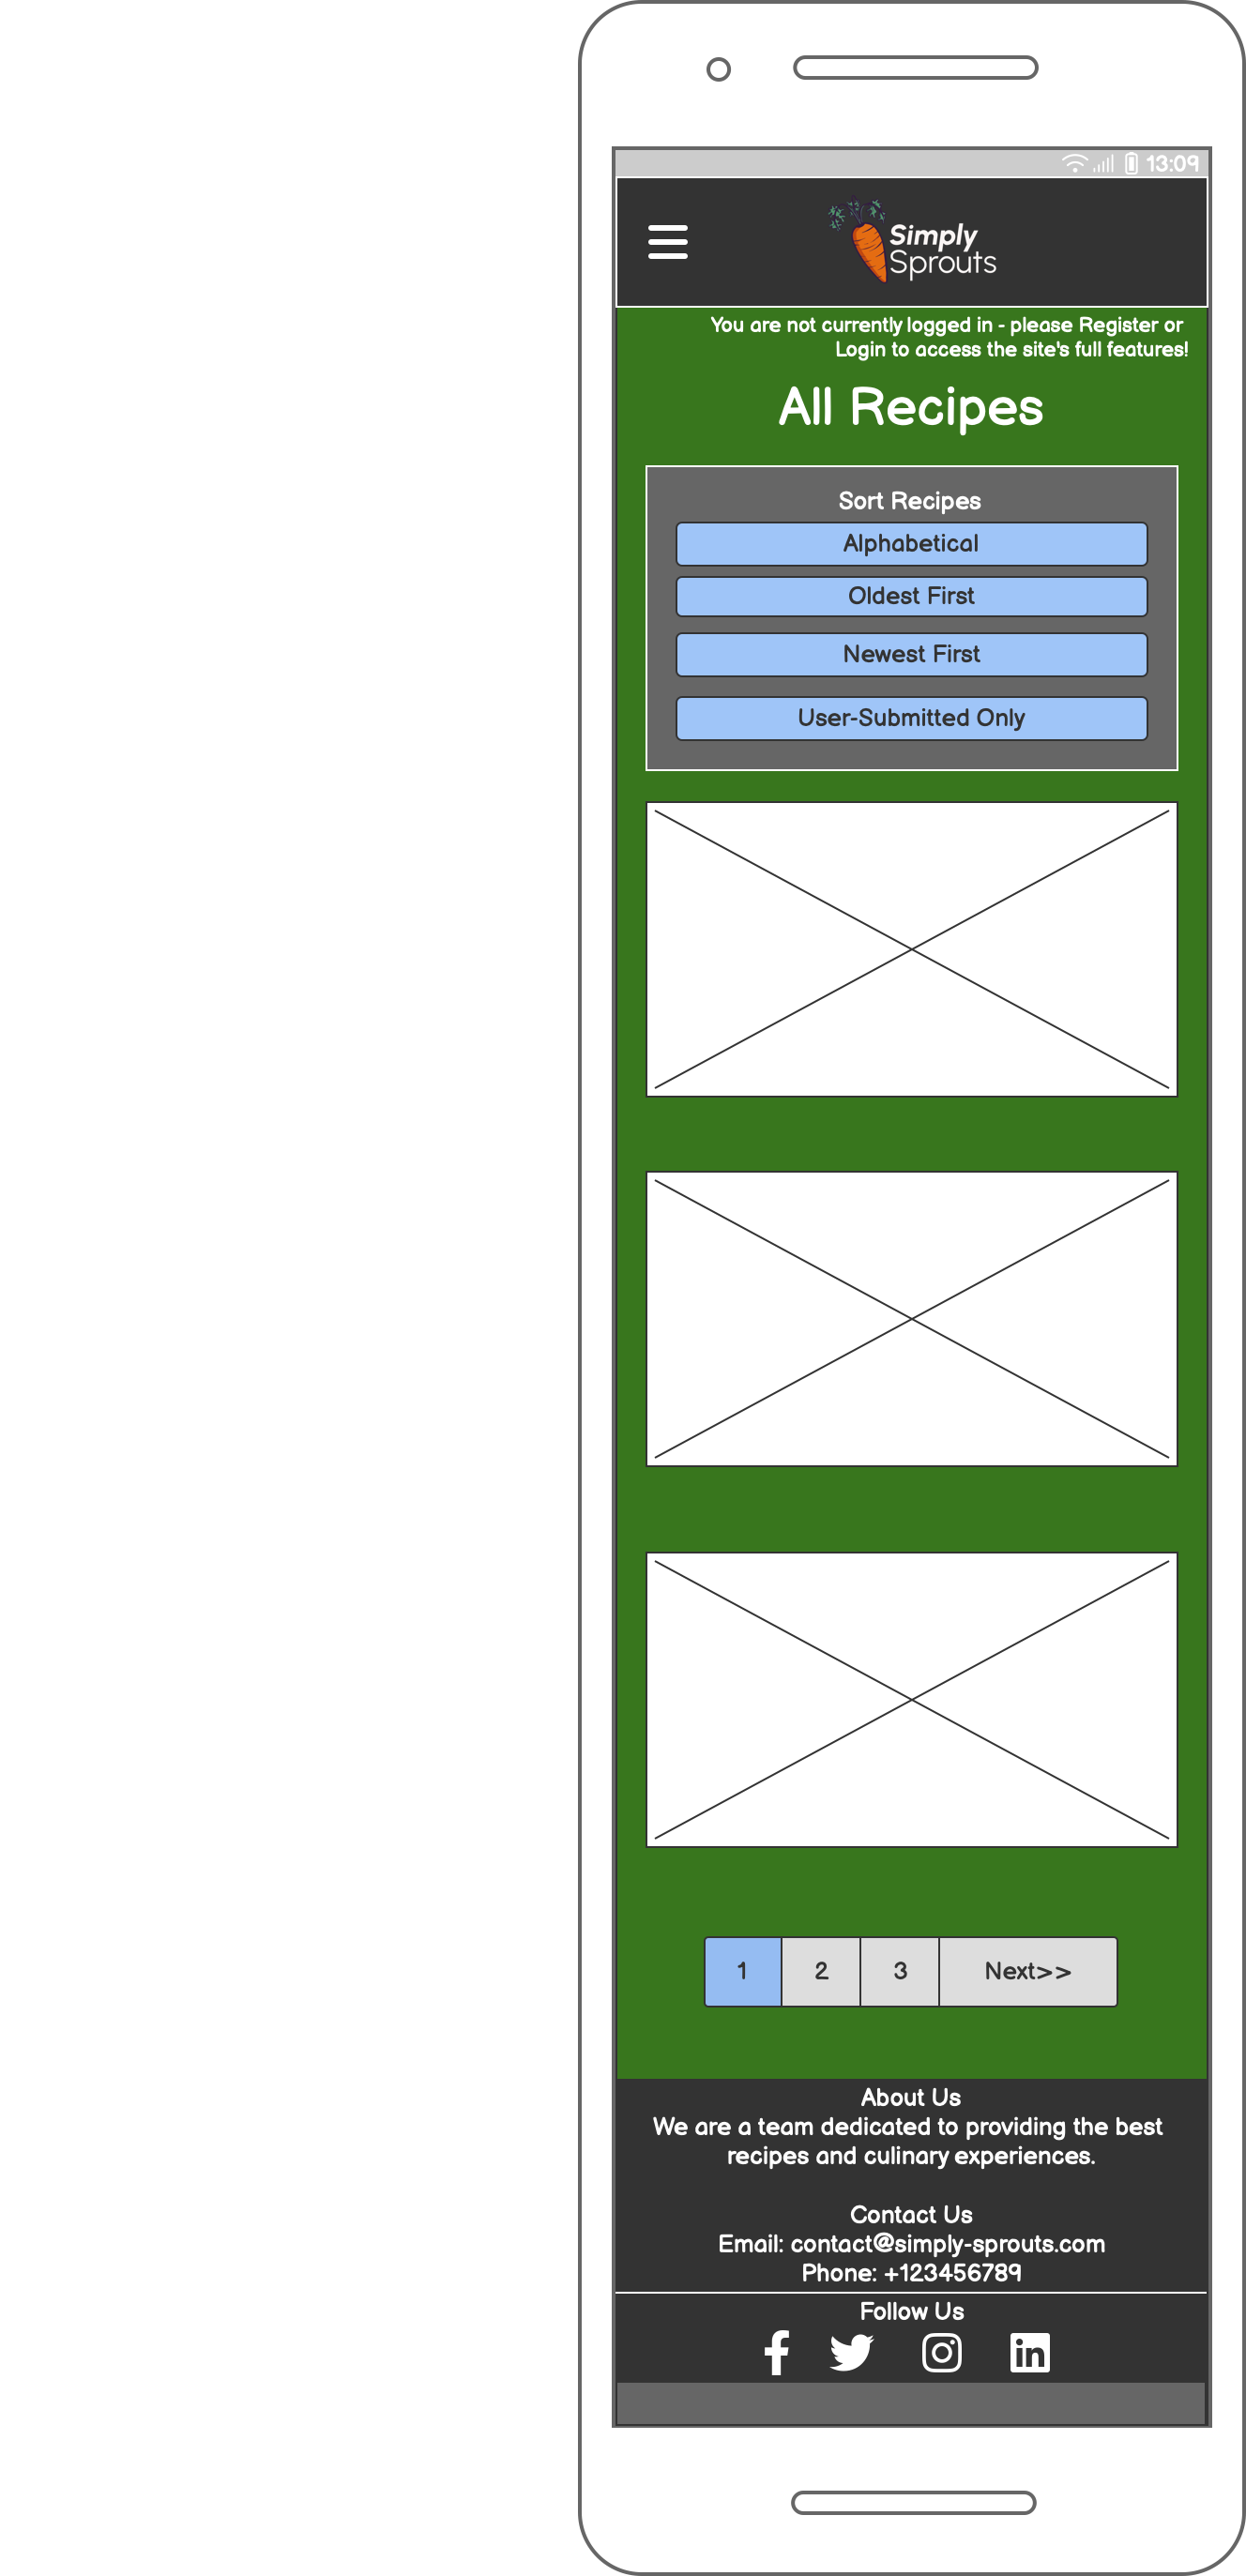 13:09
Simply
Sprouts
You are not currently logged in - please Register or
Login to access the site's full features!
All Recipes
Sort Recipes
Alphabetical
Oldest First
Newest First
User-Submitted Only
1 2 3 Next>>
About Us
We are a team dedicated to providing the best
recipes and culinary experiences.
Contact Us
Email: contact@simply-sprouts.com
Phone: +123456789
Follow Us